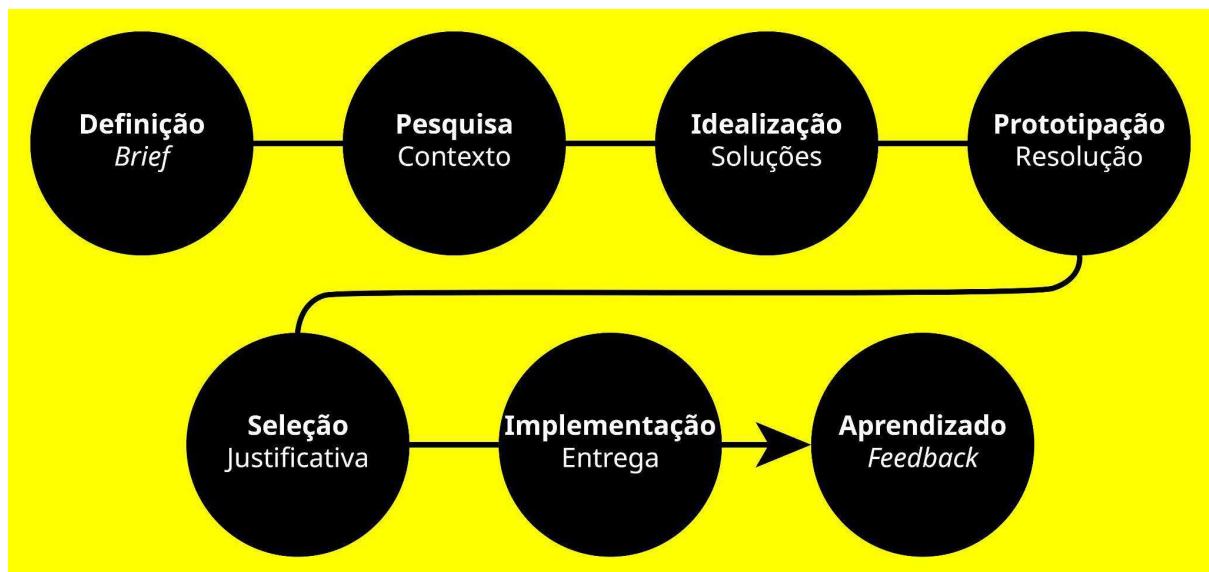 Definição
Brief
Pesquisa
Contexto
Idealização
Soluções
Prototipação
Resolução
Seleção
Justificativa
Implementação
Entrega
Aprendizado
Feedback